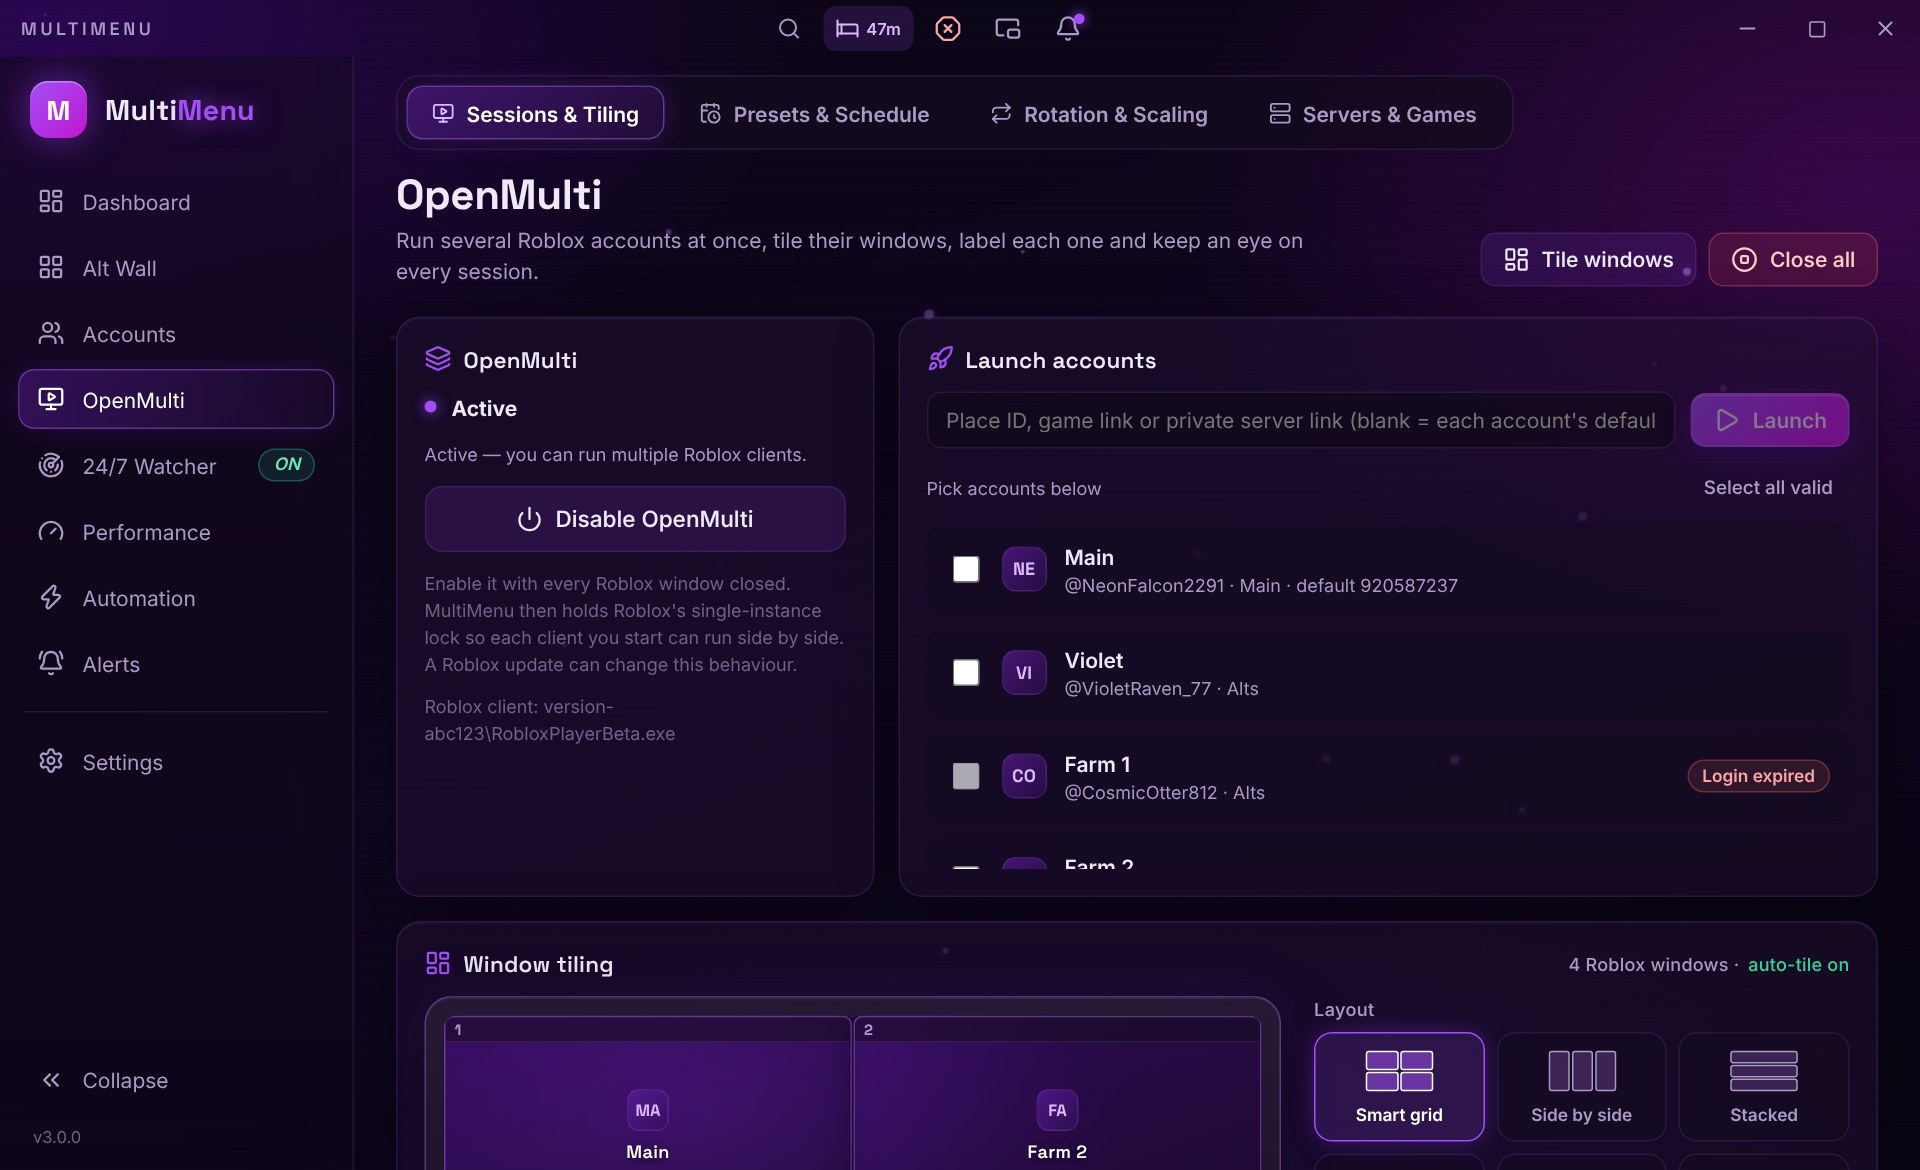 MULTIMENU
47m
M
MultiMenu
Dashboard
Alt Wall
Accounts
OpenMulti
24/7 Watcher
ON
Performance
Automation
Alerts
Settings
Collapse
v3.0.0
Sessions & Tiling
Presets & Schedule
Rotation & Scaling
Servers & Games
OpenMulti
Run several Roblox accounts at once, tile their windows, label each one and keep an eye on
every session.
Tile windows
Close all
OpenMulti
Active
Active — you can run multiple Roblox clients.
Disable OpenMulti
Enable it with every Roblox window closed.
MultiMenu then holds Roblox's single-instance
lock so each client you start can run side by side.
A Roblox update can change this behaviour.
Roblox client: version-
abc123\RobloxPlayerBeta.exe
Launch accounts
Place ID, game link or private server link (blank = each account's defaul
Launch
Pick accounts below
Select all valid
NE
Main
@NeonFalcon2291 · Main · default 920587237
VI
Violet
@VioletRaven_77 · Alts
CO
Farm 1
@CosmicOtter812 · Alts
Login expired
Farm 2
Window tiling
4 Roblox windows · auto-tile on
1
MA
Main
2
FA
Farm 2
Layout
Smart grid
Side by side
Stacked